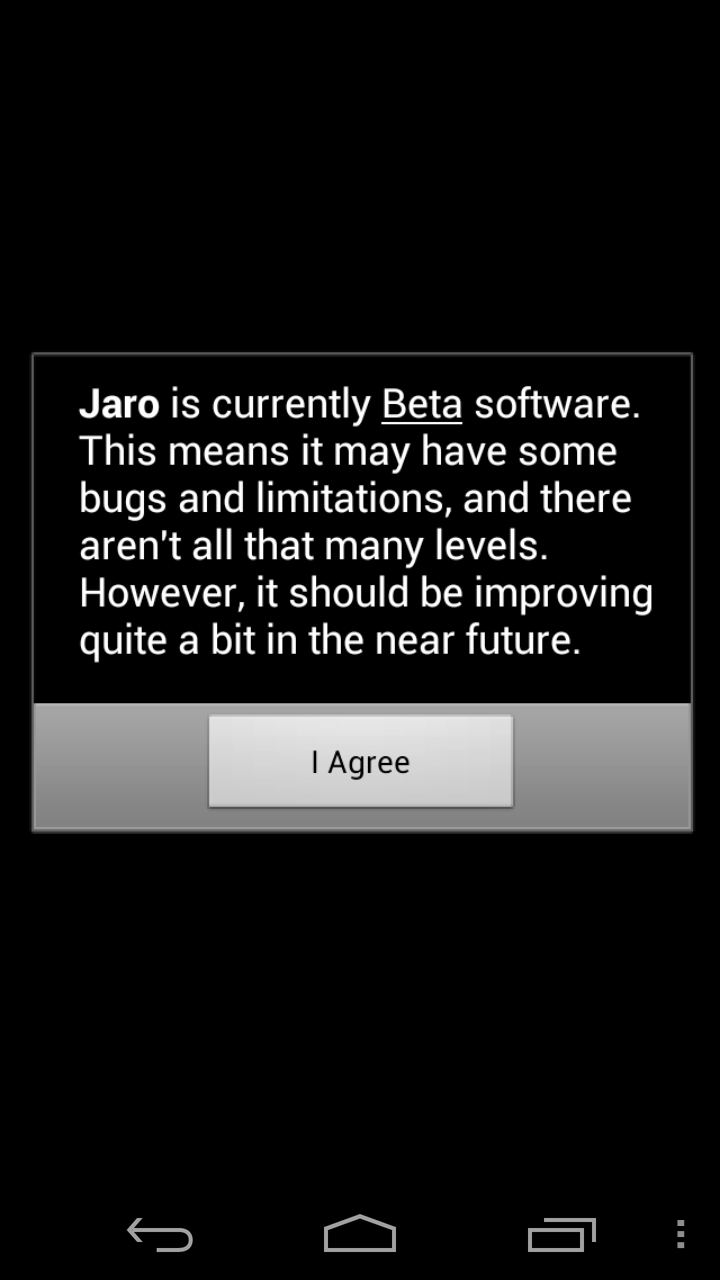 Jaro is currently Beta software.
This means it may have some
bugs and limitations, and there
aren't all that many levels.
However, it should be improving
quite a bit in the near future.
I Agree